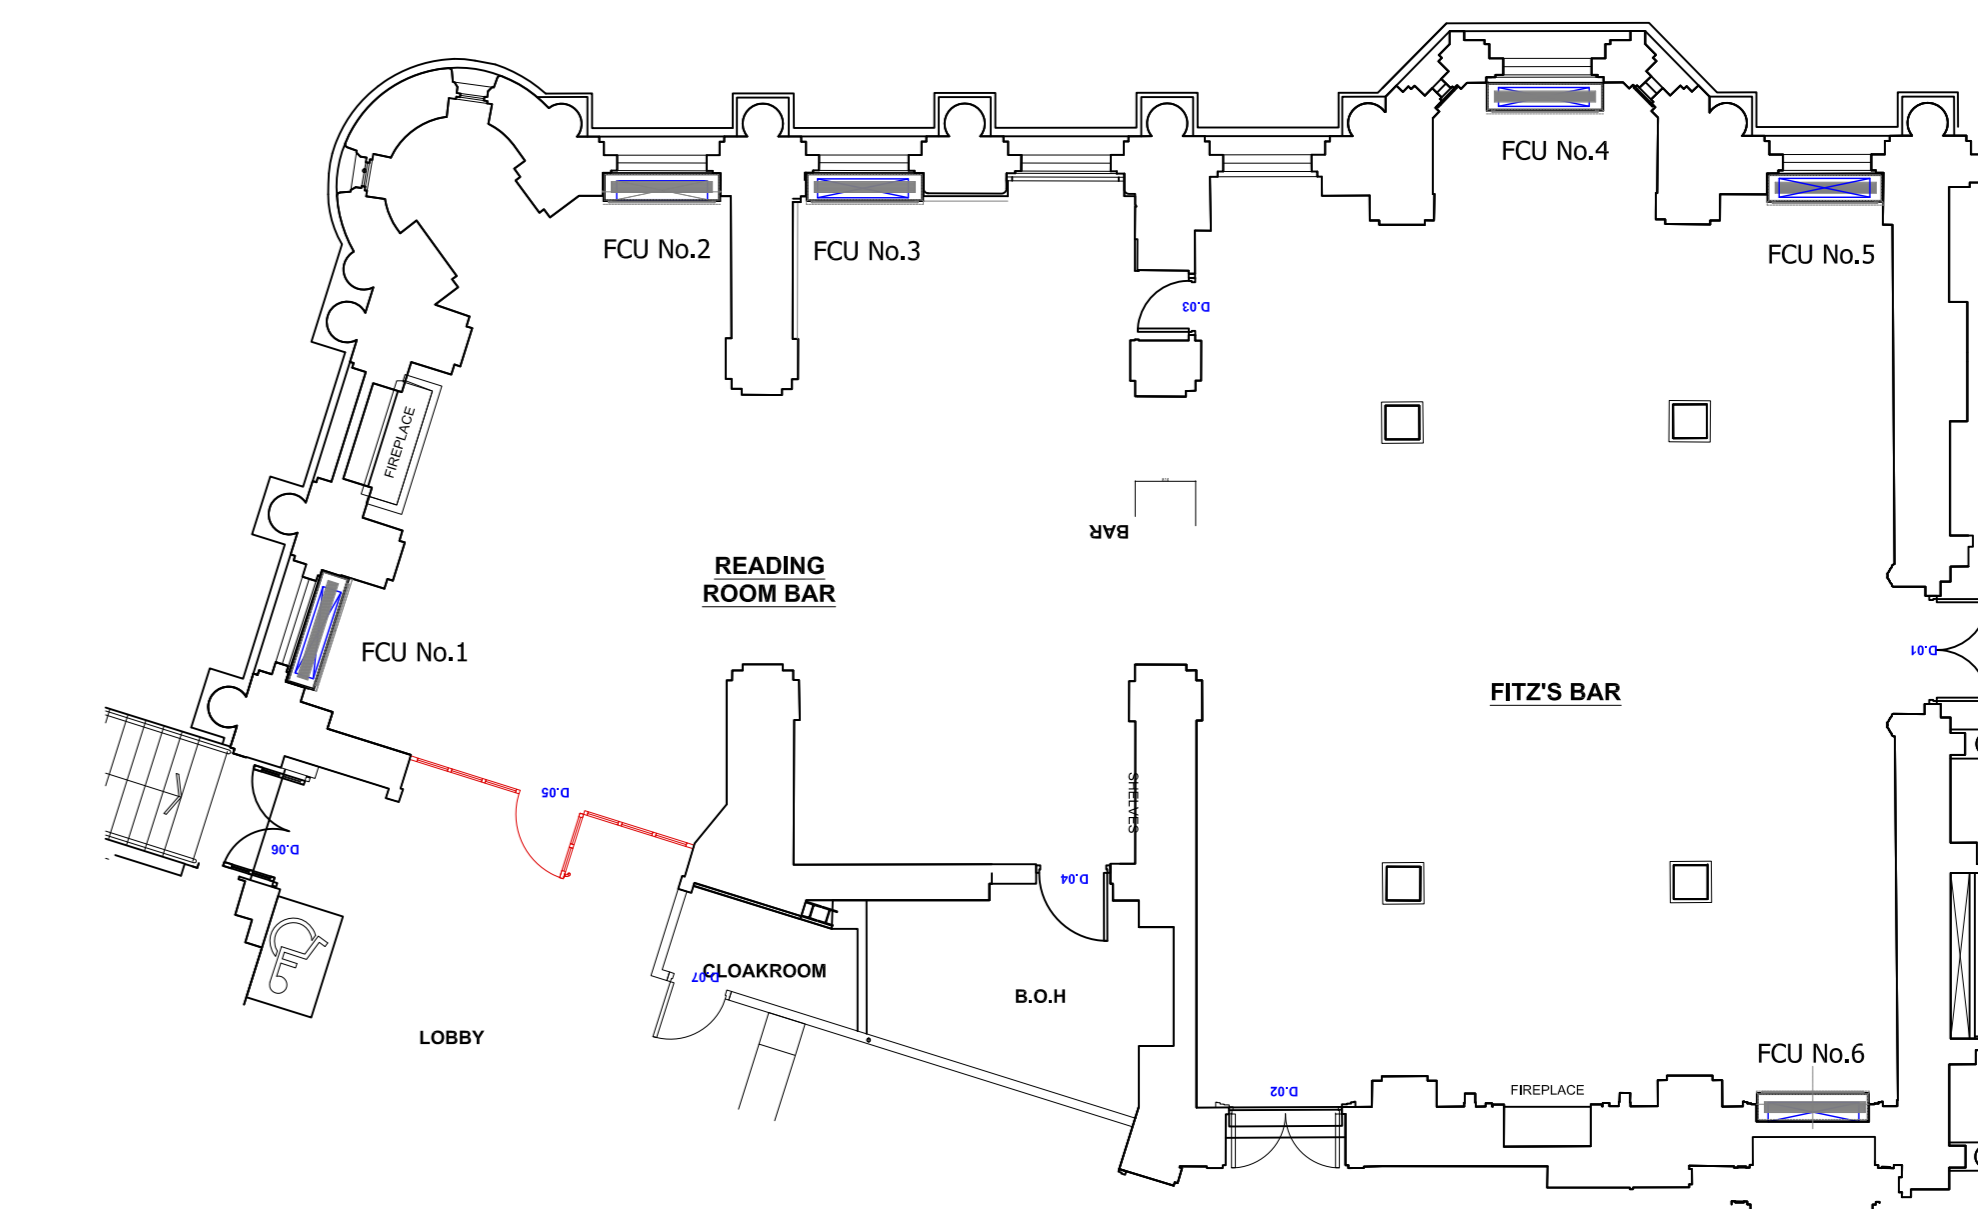 FCU No.4
FCU No.2
FCU No.3
FCU No.5
D.03
FIREPLACE
BAR
READING
ROOM BAR
FCU No.1
D.01
FITZ'S BAR
D.05
SHELVES
D.06
D.04
CLOAKROOM
D.07
B.O.H
LOBBY
FCU No.6
D.02
FIREPLACE